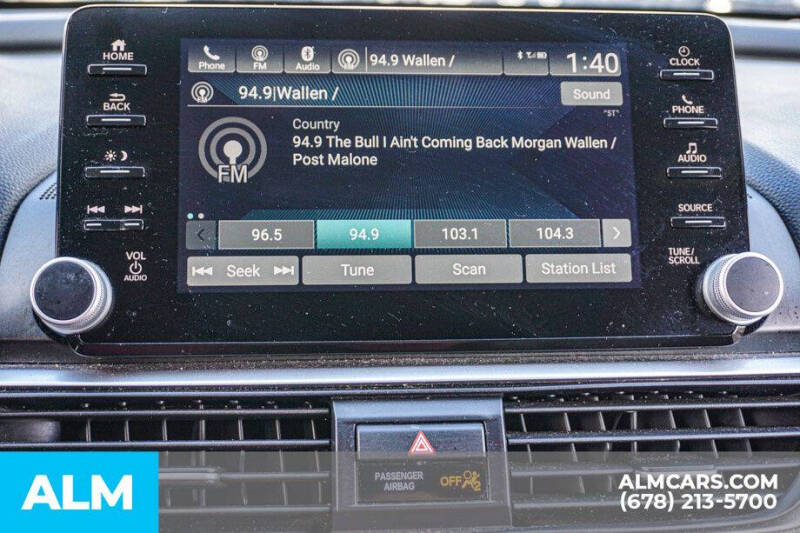 HOME
BACK
VOL
AUDIO
Phone
FM
Audio
94.9 Wallen /
1:40
94.9|Wallen /
Sound
"ST"
Country
94.9 The Bull I Ain't Coming Back Morgan Wallen /
Post Malone
FM
96.5
94.9
103.1
104.3
Seek
Tune
Scan
Station List
CLOCK
PHONE
AUDIO
SOURCE
TUNE/
SCROLL
PASSENGER
AIRBAG
OFF
2
ALM
ALMCARS.COM
(678) 213-5700